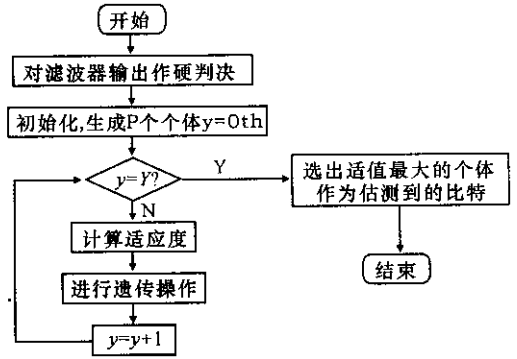 开始
对滤波器输出作硬判决
初始化,生成P个个体y=0th
y=Y?
Y
选出适值最大的个体
作为估测到的比特
N
计算适应度
结束
进行遗传操作
y=y+1